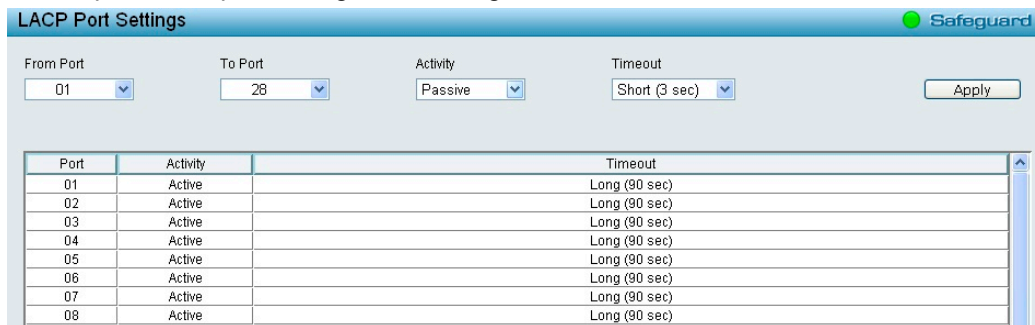 LACP Port Settings Safeguard
From Port To Port Activity Timeout
01 28 Passive Short (3 sec) Apply
Port Activity Timeout
01 Active Long (90 sec)
02 Active Long (90 sec)
03 Active Long (90 sec)
04 Active Long (90 sec)
05 Active Long (90 sec)
06 Active Long (90 sec)
07 Active Long (90 sec)
08 Active Long (90 sec)